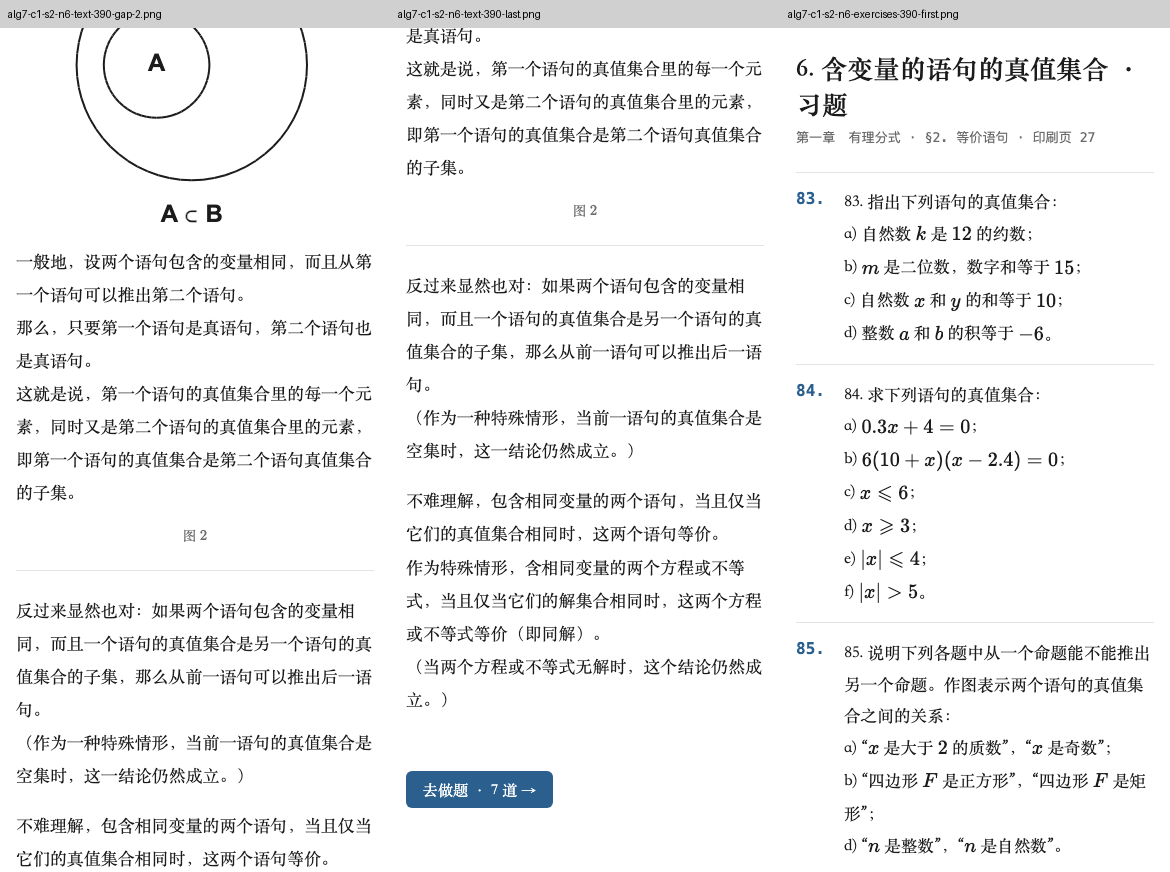 alg7-c1-s2-n6-text-390-gap-2.png
A
A ⊂ B
一般地，设两个语句包含的变量相同，而且从第
一个语句可以推出第二个语句。
那么，只要第一个语句是真语句，第二个语句也
是真语句。
这就是说，第一个语句的真值集合里的每一个元
素，同时又是第二个语句的真值集合里的元素，
即第一个语句的真值集合是第二个语句真值集合
的子集。
图 2
反过来显然也对：如果两个语句包含的变量相
同，而且一个语句的真值集合是另一个语句的真
值集合的子集，那么从前一语句可以推出后一语
句。
（作为一种特殊情形，当前一语句的真值集合是
空集时，这一结论仍然成立。）
不难理解，包含相同变量的两个语句，当且仅当
它们的真值集合相同时，这两个语句等价。
alg7-c1-s2-n6-text-390-last.png
是真语句。
这就是说，第一个语句的真值集合里的每一个元
素，同时又是第二个语句的真值集合里的元素，
即第一个语句的真值集合是第二个语句真值集合
的子集。
图 2
反过来显然也对：如果两个语句包含的变量相
同，而且一个语句的真值集合是另一个语句的真
值集合的子集，那么从前一语句可以推出后一语
句。
（作为一种特殊情形，当前一语句的真值集合是
空集时，这一结论仍然成立。）
不难理解，包含相同变量的两个语句，当且仅当
它们的真值集合相同时，这两个语句等价。
作为特殊情形，含相同变量的两个方程或不等
式，当且仅当它们的解集合相同时，这两个方程
或不等式等价（即同解）。
（当两个方程或不等式无解时，这个结论仍然成
立。）
去做题 · 7 道 →
alg7-c1-s2-n6-exercises-390-first.png
6. 含变量的语句的真值集合 ·
习题
第一章 有理分式 · §2. 等价语句 · 印刷页 27
83. 83. 指出下列语句的真值集合：
a) 自然数 k 是 12 的约数；
b) m 是二位数，数字和等于 15；
c) 自然数 x 和 y 的和等于 10；
d) 整数 a 和 b 的积等于 −6。
84. 84. 求下列语句的真值集合：
a) 0.3x + 4 = 0；
b) 6(10 + x)(x − 2.4) = 0；
c) x ⩽ 6；
d) x ⩾ 3；
e) |x| ⩽ 4；
f) |x| > 5。
85. 85. 说明下列各题中从一个命题能不能推出
另一个命题。作图表示两个语句的真值集
合之间的关系：
a) “x 是大于 2 的质数”，“x 是奇数”；
b) “四边形 F 是正方形”，“四边形 F 是矩
形”；
d) “n 是整数”，“n 是自然数”。